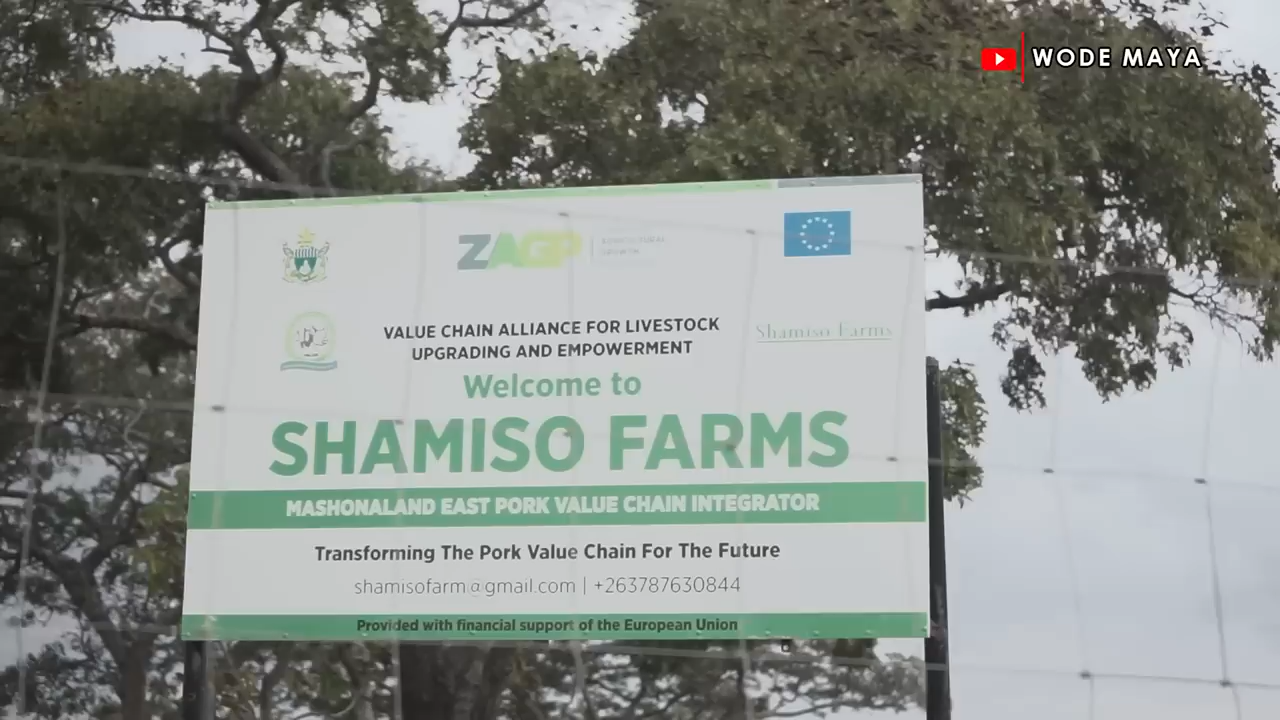 WODE MAYA
ZAGP
AGRICULTURAL
GROWTH
VALUE CHAIN ALLIANCE FOR LIVESTOCK
UPGRADING AND EMPOWERMENT
Shamiso Farms
Welcome to
SHAMISO FARMS
MASHONALAND EAST PORK VALUE CHAIN INTEGRATOR
Transforming The Pork Value Chain For The Future
shamisofarm@gmail.com | +263787630844
Provided with financial support of the European Union